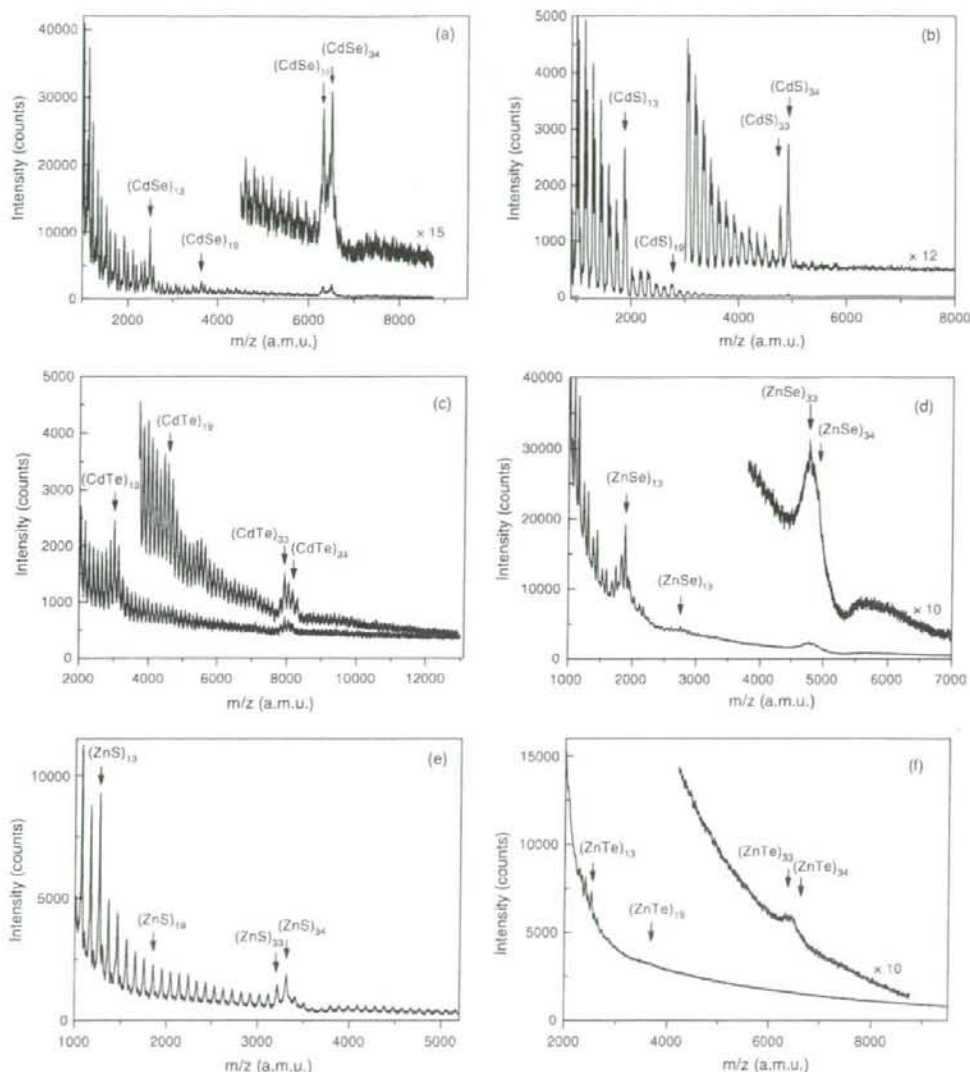 (a)
(CdSe)₃₄
(CdSe)₁₃
(CdSe)₁₉
× 15
40000
30000
20000
10000
0
2000 4000 6000 8000
m/z (a.m.u.)
Intensity (counts)
(b)
(CdS)₁₃
(CdS)₃₄
(CdS)₃₃
(CdS)₁₉
× 12
5000
4000
3000
2000
1000
0
2000 4000 6000 8000
m/z (a.m.u.)
Intensity (counts)
(c)
(CdTe)₁₉
(CdTe)₁₃
(CdTe)₃₃
(CdTe)₃₄
5000
4000
3000
2000
1000
0
2000 4000 6000 8000 10000 12000
m/z (a.m.u.)
Intensity (counts)
(d)
(ZnSe)₃₃
(ZnSe)₃₄
(ZnSe)₁₃
× 10
40000
30000
20000
10000
0
1000 2000 3000 4000 5000 6000 7000
m/z (a.m.u.)
Intensity (counts)
(e)
(ZnS)₁₃
(ZnS)₁₉
(ZnS)₃₃
(ZnS)₃₄
10000
5000
0
1000 2000 3000 4000 5000
m/z (a.m.u.)
Intensity (counts)
(f)
(ZnTe)₁₃
(ZnTe)₃₃
(ZnTe)₃₄
× 10
15000
10000
5000
0
2000 4000 6000 8000
m/z (a.m.u.)
Intensity (counts)